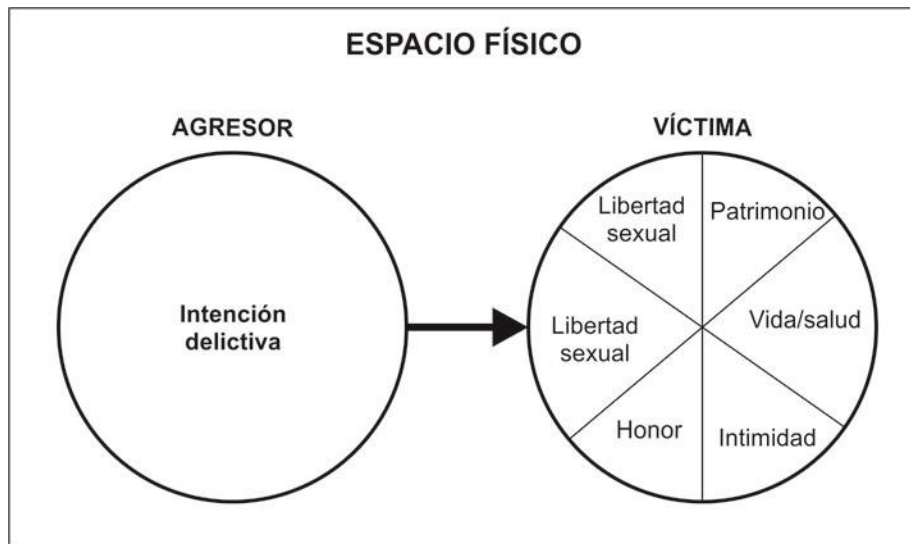 ESPACIO FÍSICO
AGRESOR
Intención
delictiva
VÍCTIMA
Libertad
sexual
Patrimonio
Libertad
sexual
Vida/salud
Honor
Intimidad